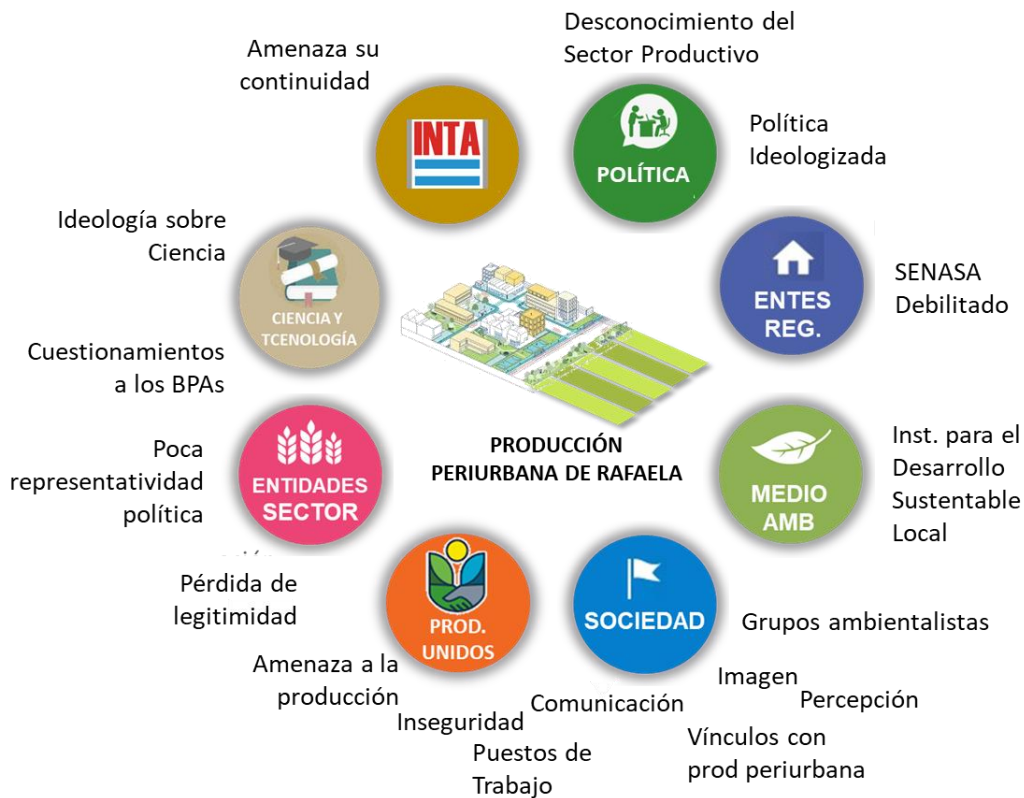 Desconocimiento del
Sector Productivo
Amenaza su
continuidad
INTA
POLÍTICA
Política
Ideologizada
Ideología sobre
Ciencia
CIENCIA Y
TCENOLOGÍA
ENTES
REG.
SENASA
Debilitado
Cuestionamientos
a los BPAs
Poca
representatividad
política
ENTIDADES
SECTOR
PRODUCCIÓN
PERIURBANA DE RAFAELA
MEDIO
AMB
Inst. para el
Desarrollo
Sustentable
Local
Pérdida de
legitimidad
PROD.
UNIDOS
SOCIEDAD
Grupos ambientalistas
Amenaza a la
producción
Inseguridad
Puestos de
Trabajo
Comunicación
Imagen
Percepción
Vínculos con
prod periurbana